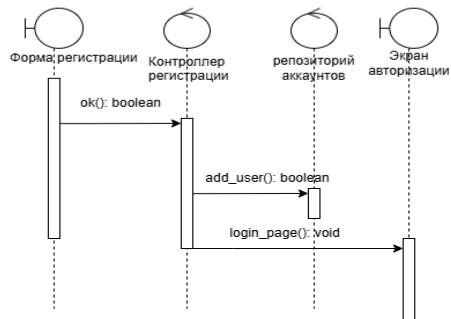 Форма регистрации
Контроллер
регистрации
репозиторий
аккаунтов
Экран
авторизации
ok(): boolean
add_user(): boolean
login_page(): void